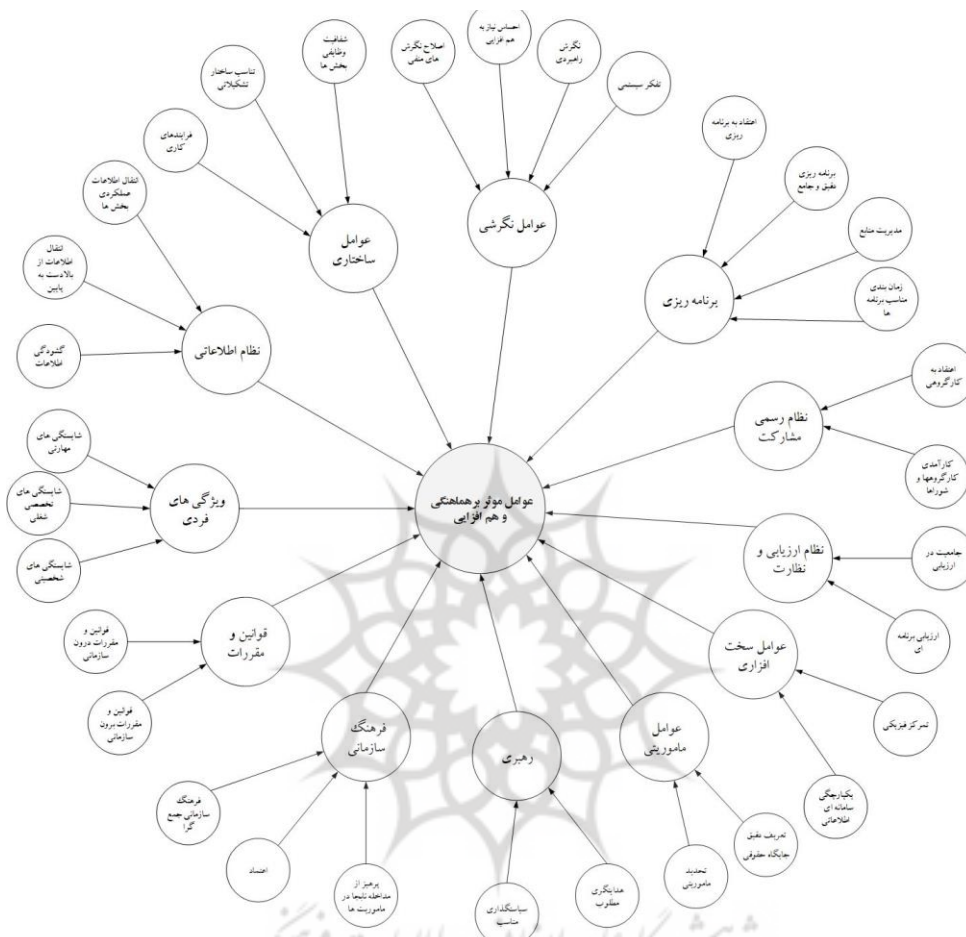 احساس نیاز به
هم افزایی
نگرش
راهبردی
اصلاح نگرش
های منفی
تفکر سیستمی
شفافیت
وظایفی
بخش ها
تناسب ساختار
تشکیلاتی
فرایندهای
کاری
اعتقاد به برنامه
ریزی
برنامه ریزی
دقیق و جامع
مدیریت منابع
زمان بندی
مناسب برنامه
ها
انتقال اطلاعات
عملکردی
بخش ها
انتقال
اطلاعات از
بالادست به
پایین
گشودگی
اطلاعات
عوامل نگرشی
عوامل
ساختاری
برنامه ریزی
نظام اطلاعاتی
اعتقاد به
کارگروهی
نظام رسمی
مشارکت
کارآمدی
کارگروهها و
شوراها
شایستگی های
مهارتی
شایستگی های
تخصصی
شغلی
شایستگی های
شخصیتی
ویژگی های
فردی
عوامل موثر بر هماهنگی
و هم افزایی
نظام ارزیابی و
نظارت
جامعیت در
ارزیابی
ارزیابی برنامه
ای
قوانین و
مقررات
قوانین و
مقررات درون
سازمانی
قوانین و
مقررات برون
سازمانی
عوامل سخت
افزاری
تمرکز فیزیکی
یکپارچگی
سامانه ای
اطلاعاتی
فرهنگ
سازمانی
رهبری
عوامل
ماموریتی
فرهنگ
سازمانی جمع
گرا
اعتماد
پرهیز از
مداخله نابجا در
ماموریت ها
سیاستگذاری
مناسب
هدایتگری
مطلوب
تحدید
ماموریتی
تعریف دقیق
جایگاه حقوقی